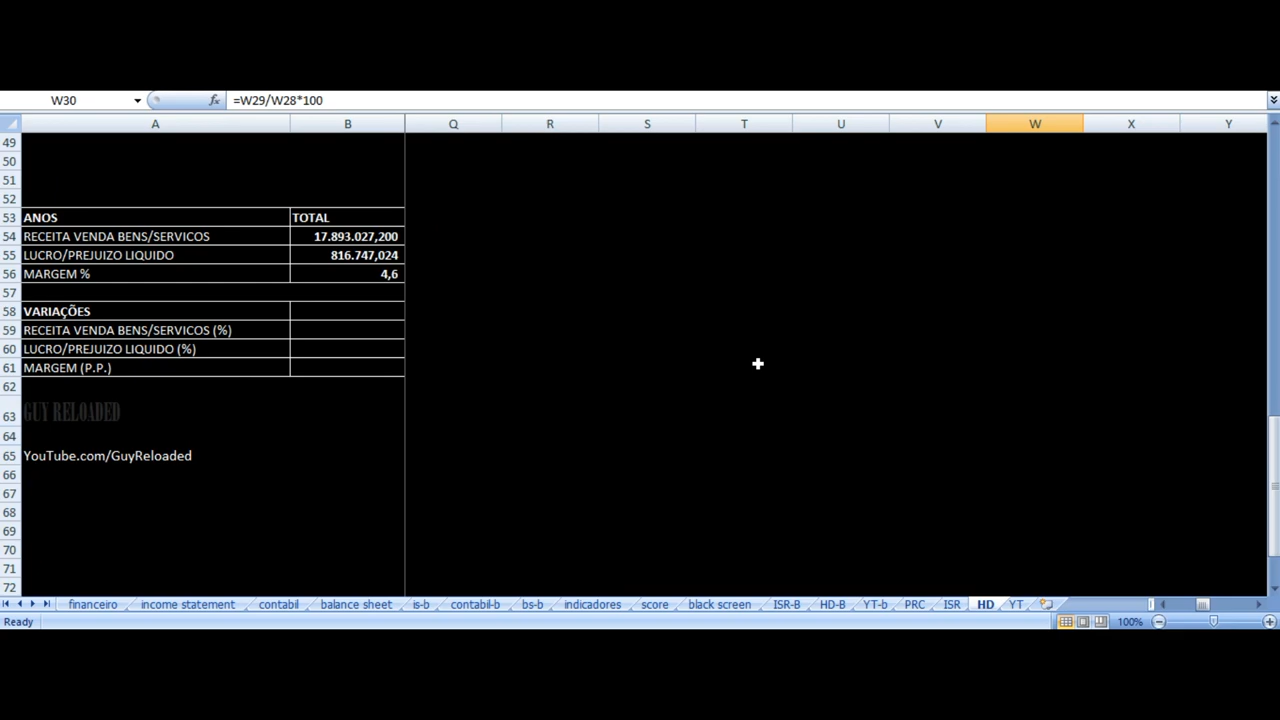 W30 fx =W29/W28*100
A B Q R S T U V W X Y
49
50
51
52
53 ANOS TOTAL
54 RECEITA VENDA BENS/SERVICOS 17.893.027,200
55 LUCRO/PREJUIZO LIQUIDO 816.747,024
56 MARGEM % 4,6
57
58 VARIAÇÕES
59 RECEITA VENDA BENS/SERVICOS (%)
60 LUCRO/PREJUIZO LIQUIDO (%)
61 MARGEM (P.P.)
62
63 GUY RELOADED
64
65 YouTube.com/GuyReloaded
66
67
68
69
70
71
72
financeiro income statement contabil balance sheet is-b contabil-b bs-b indicadores score black screen ISR-B HD-B YT-b PRC ISR HD YT
Ready 100%